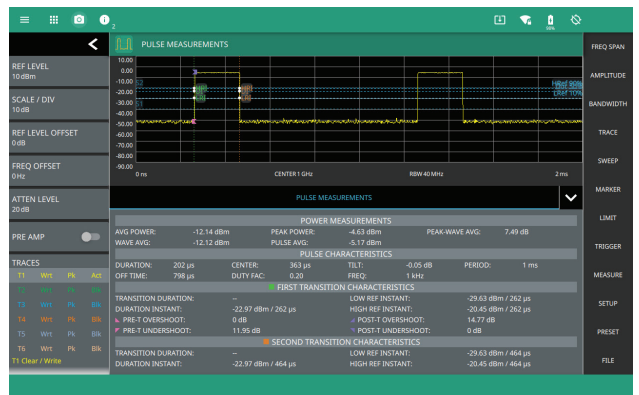 2
99%
PULSE MEASUREMENTS
REF LEVEL
10 dBm
SCALE / DIV
10 dB
REF LEVEL OFFSET
0 dB
FREQ OFFSET
0 Hz
ATTEN LEVEL
20 dB
PRE AMP
TRACES
T1 Wrt Pk Act
T2 Wrt Pk Blk
T3 Wrt Pk Blk
T4 Wrt Pk Blk
T5 Wrt Pk Blk
T6 Wrt Pk Blk
T1 Clear / Write
10.00
0.00
-10.00
-20.00
-30.00
-40.00
-50.00
-60.00
-70.00
-80.00
-90.00
S2
S1
HRef 90%
LRef 10%
0 ns CENTER 1 GHz RBW 40 MHz 2 ms
PULSE MEASUREMENTS
POWER MEASUREMENTS
AVG POWER: -12.14 dBm PEAK POWER: -4.63 dBm PEAK-WAVE AVG: 7.49 dB
WAVE AVG: -12.12 dBm PULSE AVG: -5.17 dBm
PULSE CHARACTERISTICS
DURATION: 202 µs CENTER: 363 µs TILT: -0.05 dB PERIOD: 1 ms
OFF TIME: 798 µs DUTY FAC: 0.20 FREQ: 1 kHz
FIRST TRANSITION CHARACTERISTICS
TRANSITION DURATION: -- LOW REF INSTANT: -29.63 dBm / 262 µs
DURATION INSTANT: -22.97 dBm / 262 µs HIGH REF INSTANT: -20.45 dBm / 262 µs
PRE-T OVERSHOOT: 0 dB POST-T OVERSHOOT: 14.77 dB
PRE-T UNDERSHOOT: 11.95 dB POST-T UNDERSHOOT: 0 dB
SECOND TRANSITION CHARACTERISTICS
TRANSITION DURATION: -- LOW REF INSTANT: -29.63 dBm / 464 µs
DURATION INSTANT: -22.97 dBm / 464 µs HIGH REF INSTANT: -20.45 dBm / 464 µs
FREQ SPAN
AMPLITUDE
BANDWIDTH
TRACE
SWEEP
MARKER
LIMIT
TRIGGER
MEASURE
SETUP
PRESET
FILE